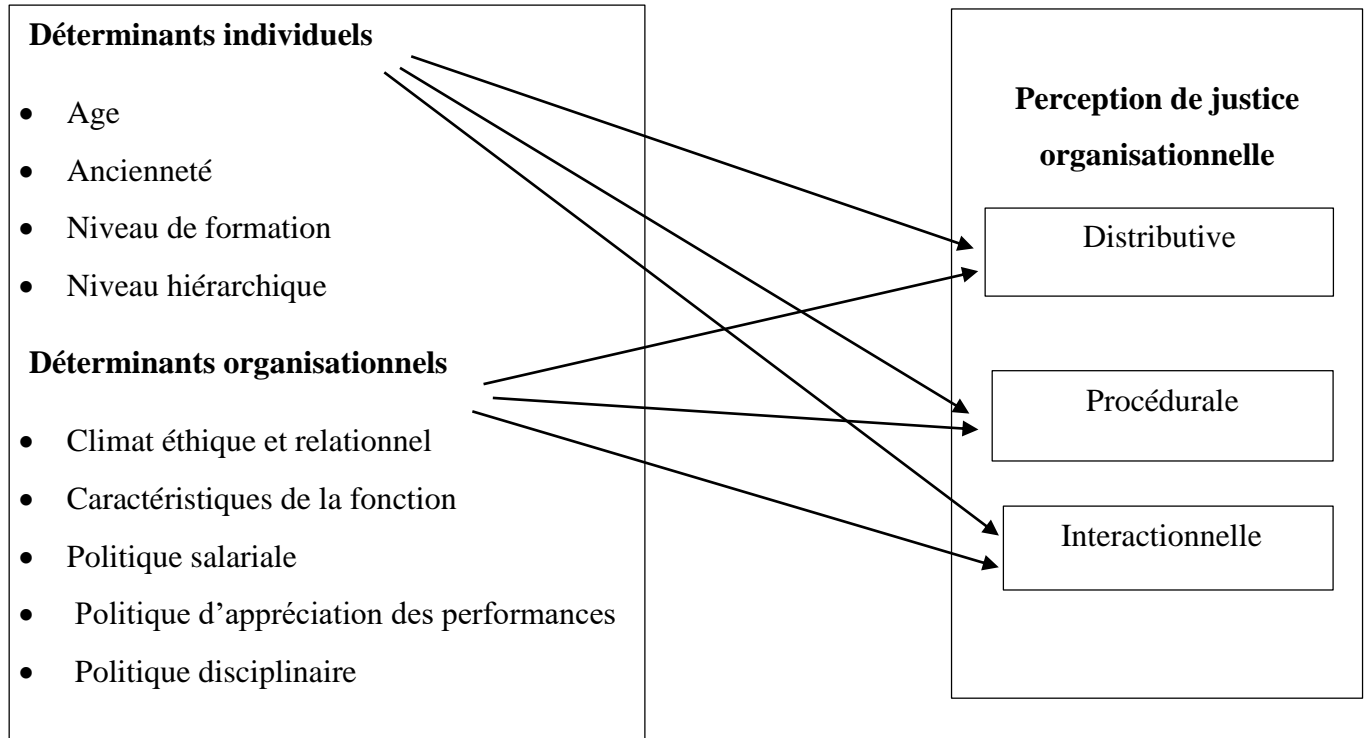 Déterminants individuels
• Age
• Ancienneté
• Niveau de formation
• Niveau hiérarchique
Déterminants organisationnels
• Climat éthique et relationnel
• Caractéristiques de la fonction
• Politique salariale
• Politique d’appréciation des performances
• Politique disciplinaire
Perception de justice
organisationnelle
Distributive
Procédurale
Interactionnelle